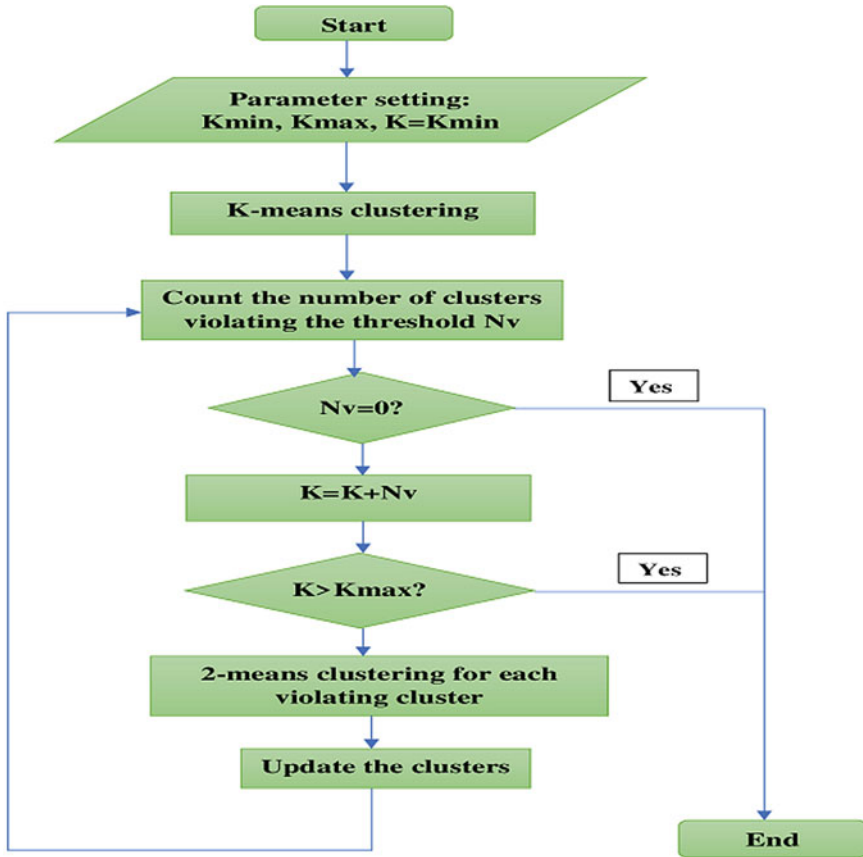 Start
Parameter setting:
Kmin, Kmax, K=Kmin
K-means clustering
Count the number of clusters
violating the threshold Nv
Yes
Nv=0?
K=K+Nv
Yes
K>Kmax?
2-means clustering for each
violating cluster
Update the clusters
End